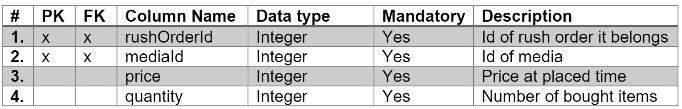 # PK FK Column Name Data type Mandatory Description
1. x x rushOrderId Integer Yes Id of rush order it belongs
2. x x mediaId Integer Yes Id of media
3. price Integer Yes Price at placed time
4. quantity Integer Yes Number of bought items